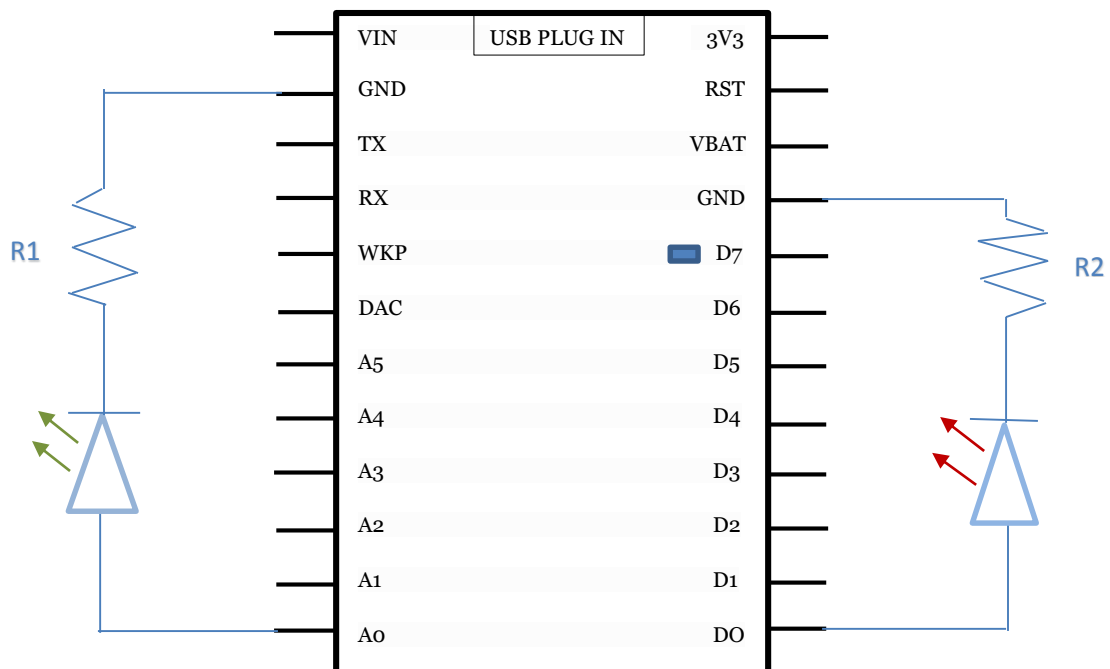 VIN USB PLUG IN 3V3
GND RST
TX VBAT
RX GND
R1 WKP D7 R2
DAC D6
A5 D5
A4 D4
A3 D3
A2 D2
A1 D1
A0 DO